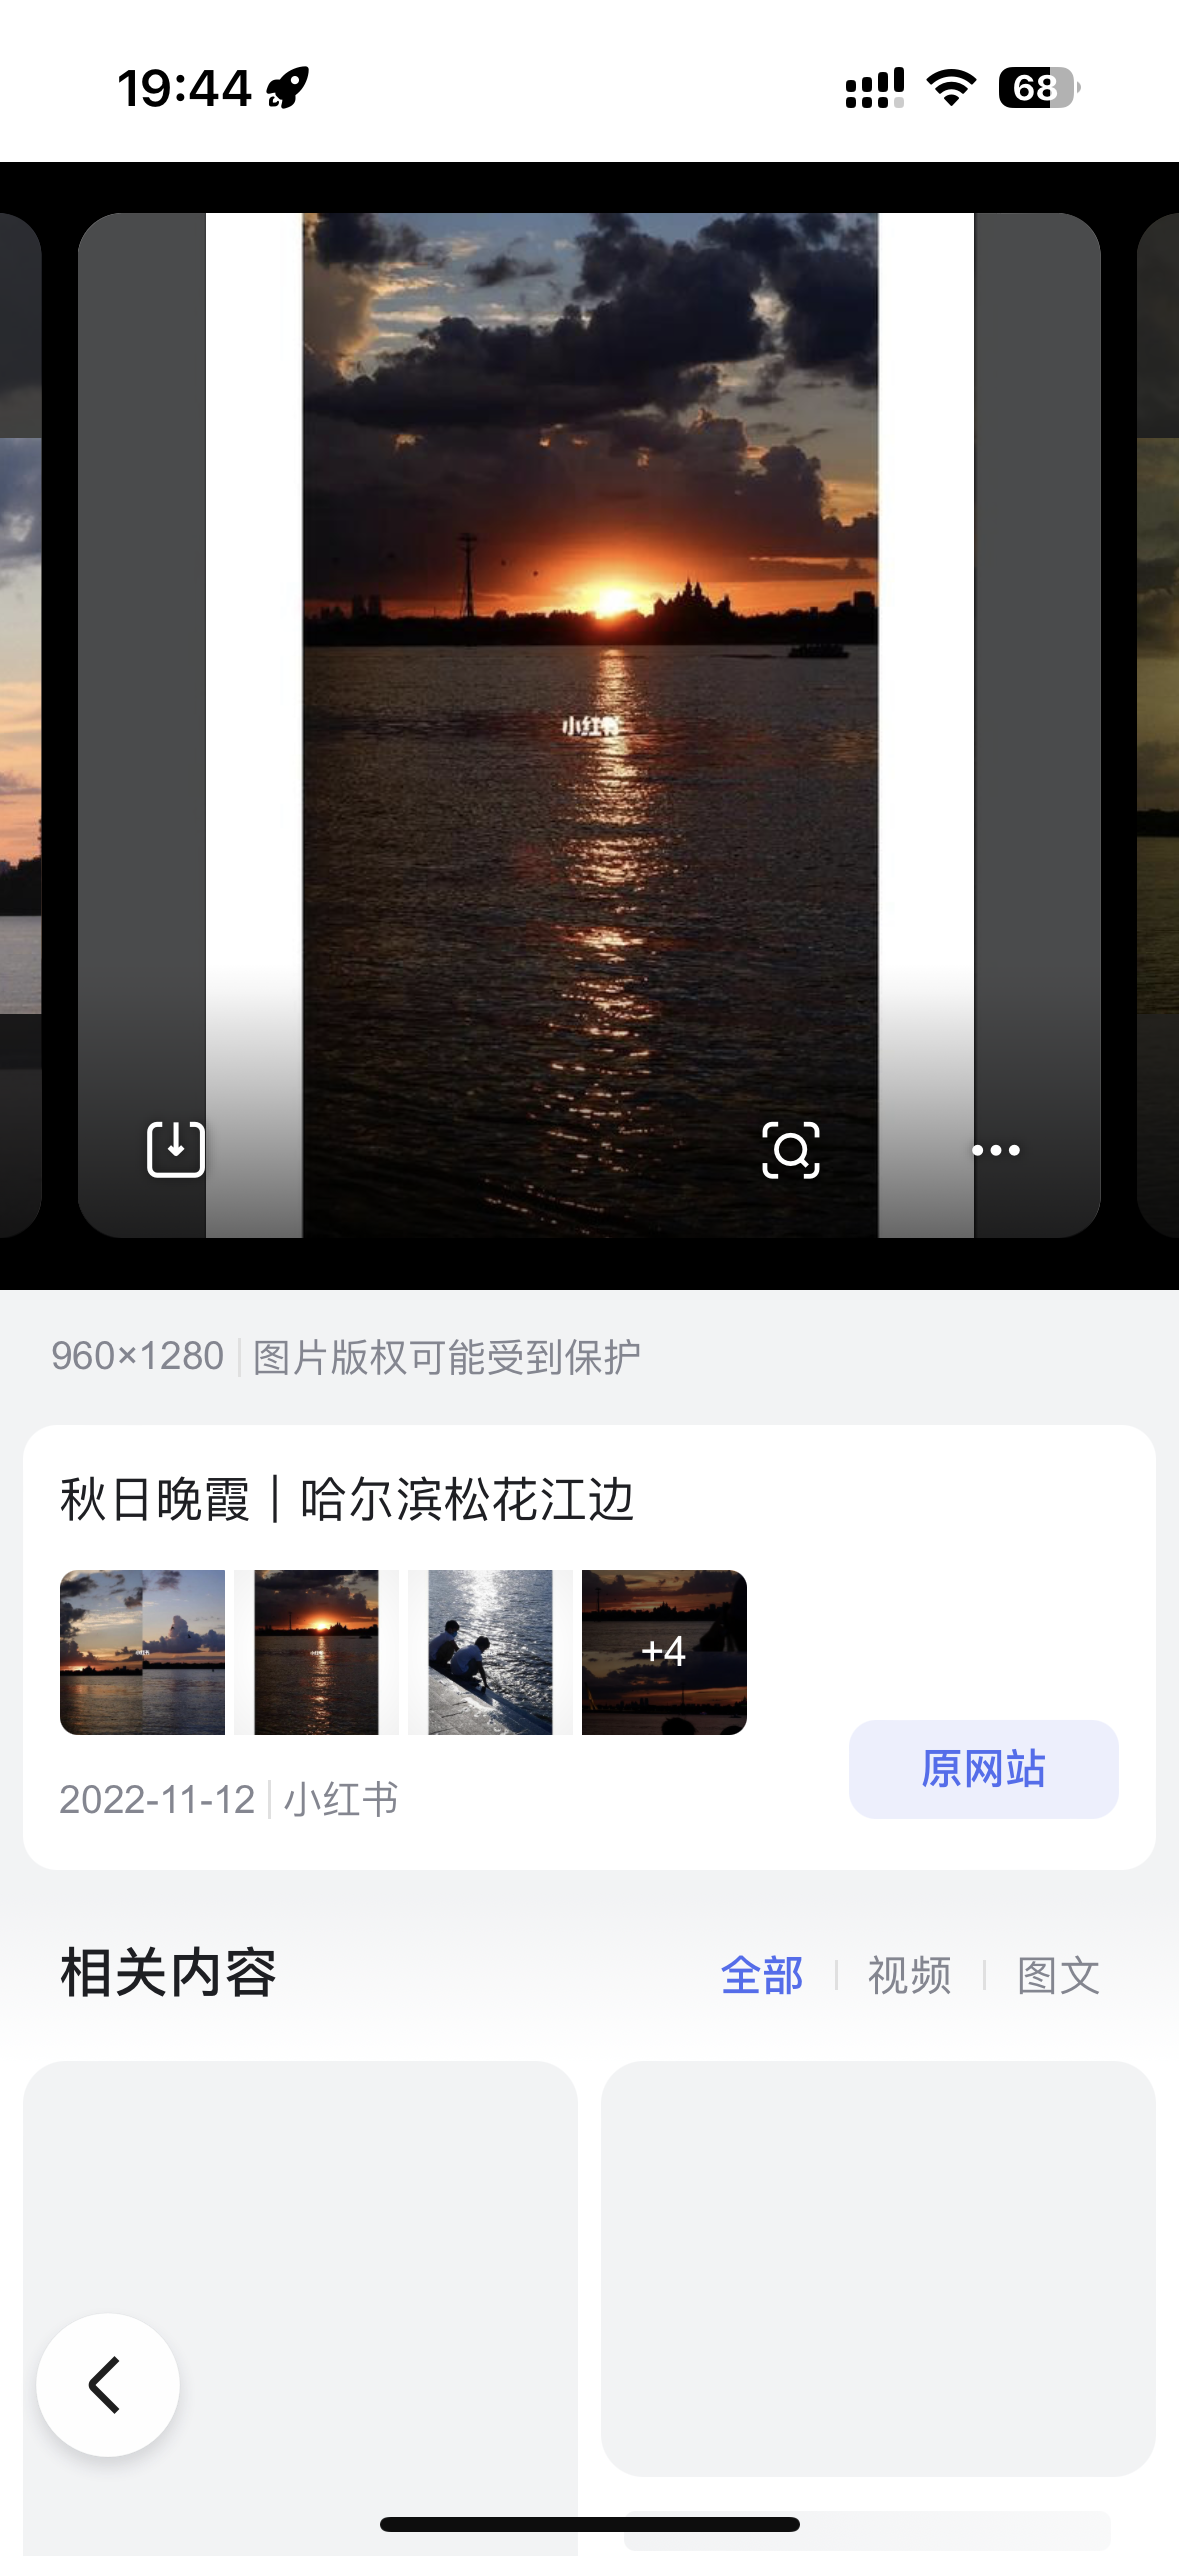 19:44
68
小红书
960×1280 | 图片版权可能受到保护
秋日晚霞｜哈尔滨松花江边
+4
2022-11-12 | 小红书
原网站
相关内容
全部 | 视频 | 图文